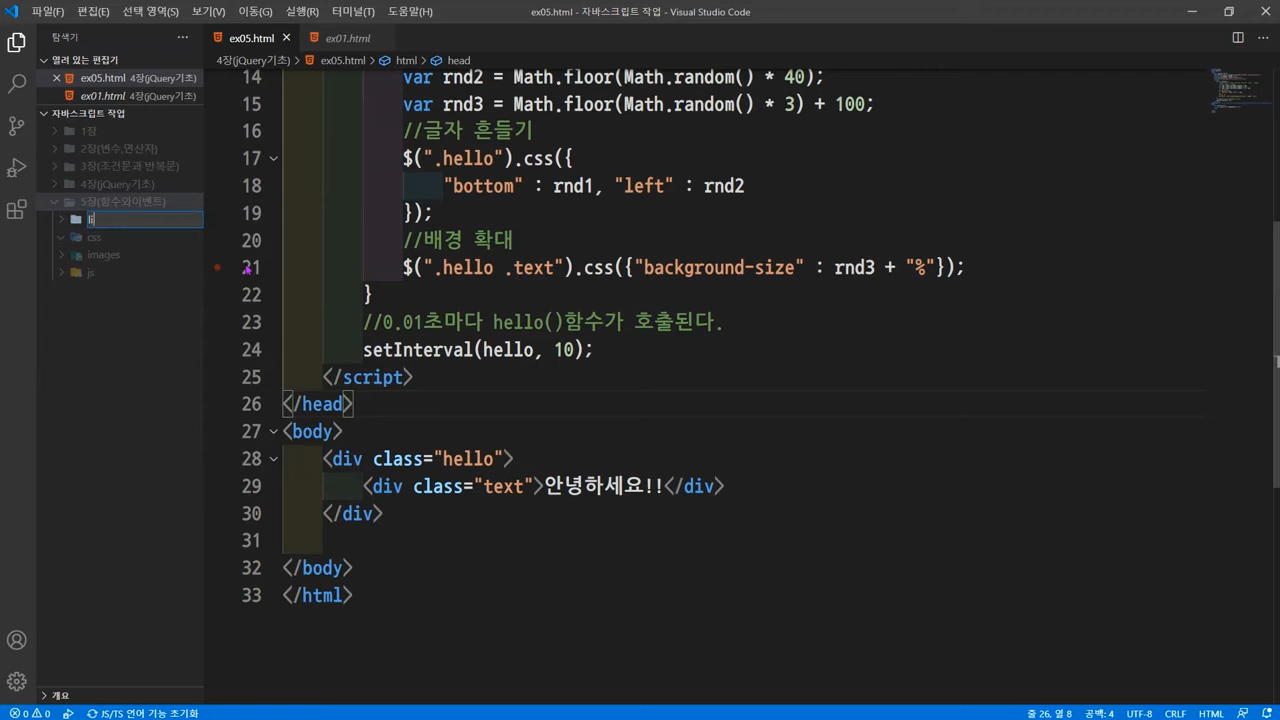 파일(F) 편집(E) 선택 영역(S) 보기(V) 이동(G) 실행(R) 터미널(T) 도움말(H) ex05.html - 자바스크립트 작업 - Visual Studio Code
탐색기
열려 있는 편집기
ex05.html 4장(jQuery기초)
ex01.html 4장(jQuery기초)
자바스크립트 작업
1장
2장(변수,연산자)
3장(조건문과 반복문)
4장(jQuery기초)
5장(함수와이벤트)
li
css
images
js
개요
ex05.html ex01.html
4장(jQuery기초) > ex05.html > html > head
14 var rnd2 = Math.floor(Math.random() * 40);
15 var rnd3 = Math.floor(Math.random() * 3) + 100;
16 //글자 흔들기
17 $(".hello").css({
18 "bottom" : rnd1, "left" : rnd2
19 });
20 //배경 확대
21 $(".hello .text").css({"background-size" : rnd3 + "%"});
22 }
23 //0.01초마다 hello()함수가 호출된다.
24 setInterval(hello, 10);
25 </script>
26 </head>
27 <body>
28 <div class="hello">
29 <div class="text">안녕하세요!!</div>
30 </div>
31
32 </body>
33 </html>
0 0 JS/TS 언어 기능 초기화 줄 26, 열 8 공백: 4 UTF-8 CRLF HTML